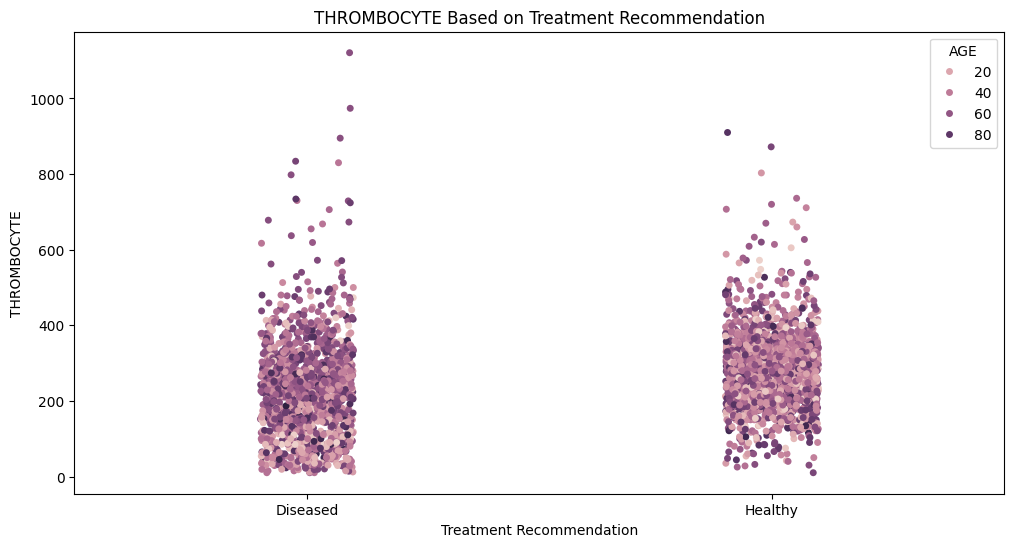 THROMBOCYTE Based on Treatment Recommendation
AGE
20
40
60
80
THROMBOCYTE
1000
800
600
400
200
0
Diseased
Healthy
Treatment Recommendation